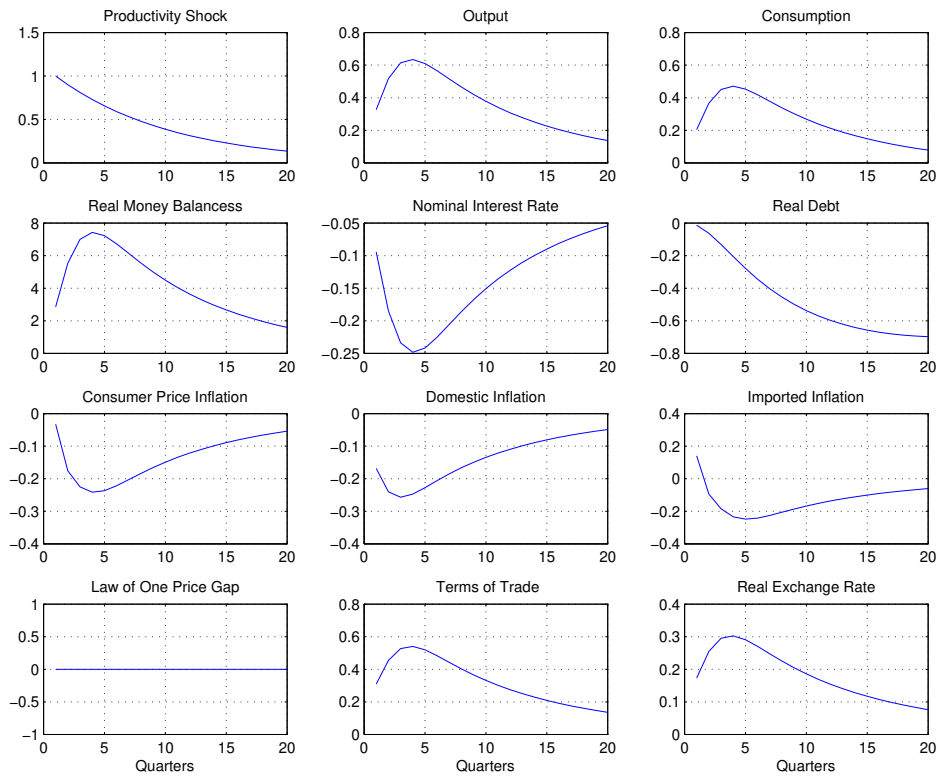 Productivity Shock
Output
Consumption
1.5
1
0.5
0
0 5 10 15 20
0.8
0.6
0.4
0.2
0
0 5 10 15 20
0.8
0.6
0.4
0.2
0
0 5 10 15 20
Real Money Balancess
Nominal Interest Rate
Real Debt
8
6
4
2
0
0 5 10 15 20
−0.05
−0.1
−0.15
−0.2
−0.25
0 5 10 15 20
0
−0.2
−0.4
−0.6
−0.8
0 5 10 15 20
Consumer Price Inflation
Domestic Inflation
Imported Inflation
0
−0.1
−0.2
−0.3
−0.4
0 5 10 15 20
0
−0.1
−0.2
−0.3
−0.4
0 5 10 15 20
0.4
0.2
0
−0.2
−0.4
0 5 10 15 20
Law of One Price Gap
Terms of Trade
Real Exchange Rate
1
0.5
0
−0.5
−1
0 5 10 15 20
Quarters
0.8
0.6
0.4
0.2
0
0 5 10 15 20
Quarters
0.4
0.3
0.2
0.1
0
0 5 10 15 20
Quarters